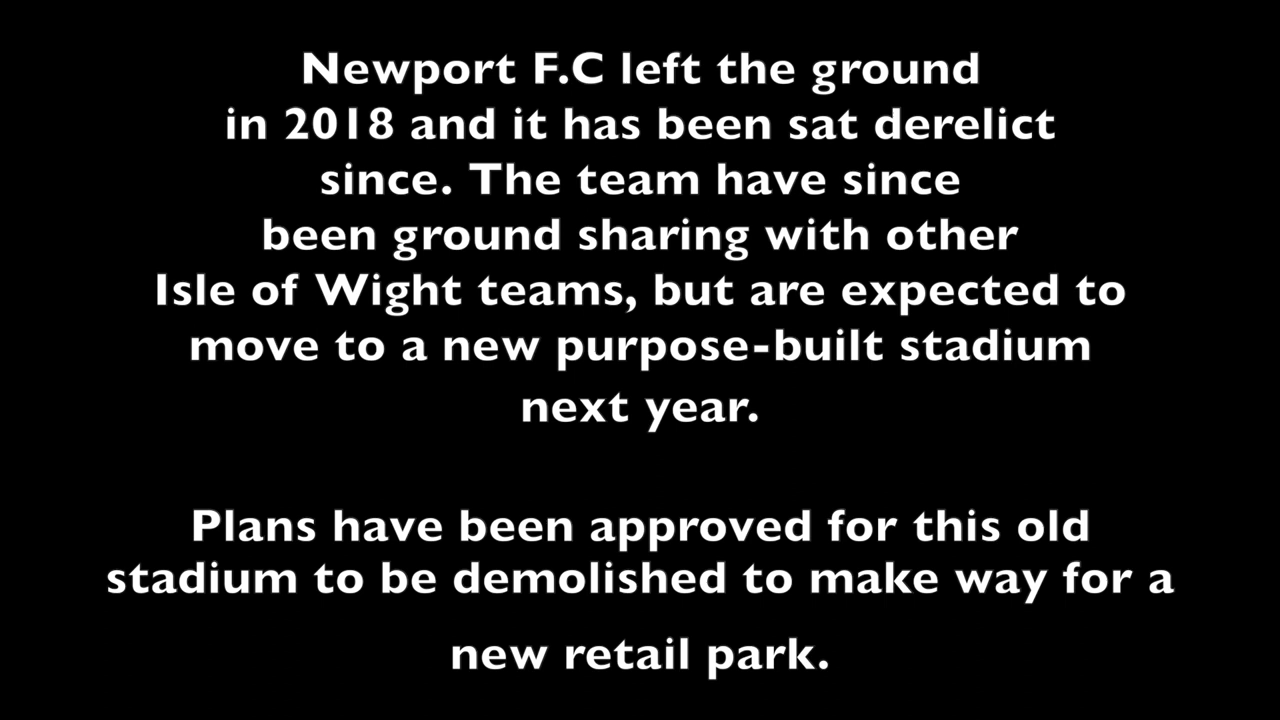 Newport F.C left the ground
in 2018 and it has been sat derelict
since. The team have since
been ground sharing with other
Isle of Wight teams, but are expected to
move to a new purpose-built stadium
next year.
Plans have been approved for this old
stadium to be demolished to make way for a
new retail park.